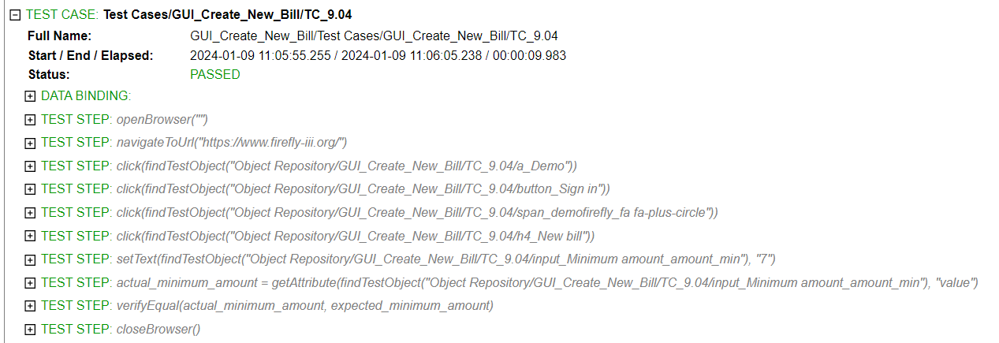 TEST CASE: Test Cases/GUI_Create_New_Bill/TC_9.04
Full Name: GUI_Create_New_Bill/Test Cases/GUI_Create_New_Bill/TC_9.04
Start / End / Elapsed: 2024-01-09 11:05:55.255 / 2024-01-09 11:06:05.238 / 00:00:09.983
Status: PASSED
DATA BINDING:
TEST STEP: openBrowser("")
TEST STEP: navigateToUrl("https://www.firefly-iii.org/")
TEST STEP: click(findTestObject("Object Repository/GUI_Create_New_Bill/TC_9.04/a_Demo"))
TEST STEP: click(findTestObject("Object Repository/GUI_Create_New_Bill/TC_9.04/button_Sign in"))
TEST STEP: click(findTestObject("Object Repository/GUI_Create_New_Bill/TC_9.04/span_demofirefly_fa fa-plus-circle"))
TEST STEP: click(findTestObject("Object Repository/GUI_Create_New_Bill/TC_9.04/h4_New bill"))
TEST STEP: setText(findTestObject("Object Repository/GUI_Create_New_Bill/TC_9.04/input_Minimum amount_amount_min"), "7")
TEST STEP: actual_minimum_amount = getAttribute(findTestObject("Object Repository/GUI_Create_New_Bill/TC_9.04/input_Minimum amount_amount_min"), "value")
TEST STEP: verifyEqual(actual_minimum_amount, expected_minimum_amount)
TEST STEP: closeBrowser()